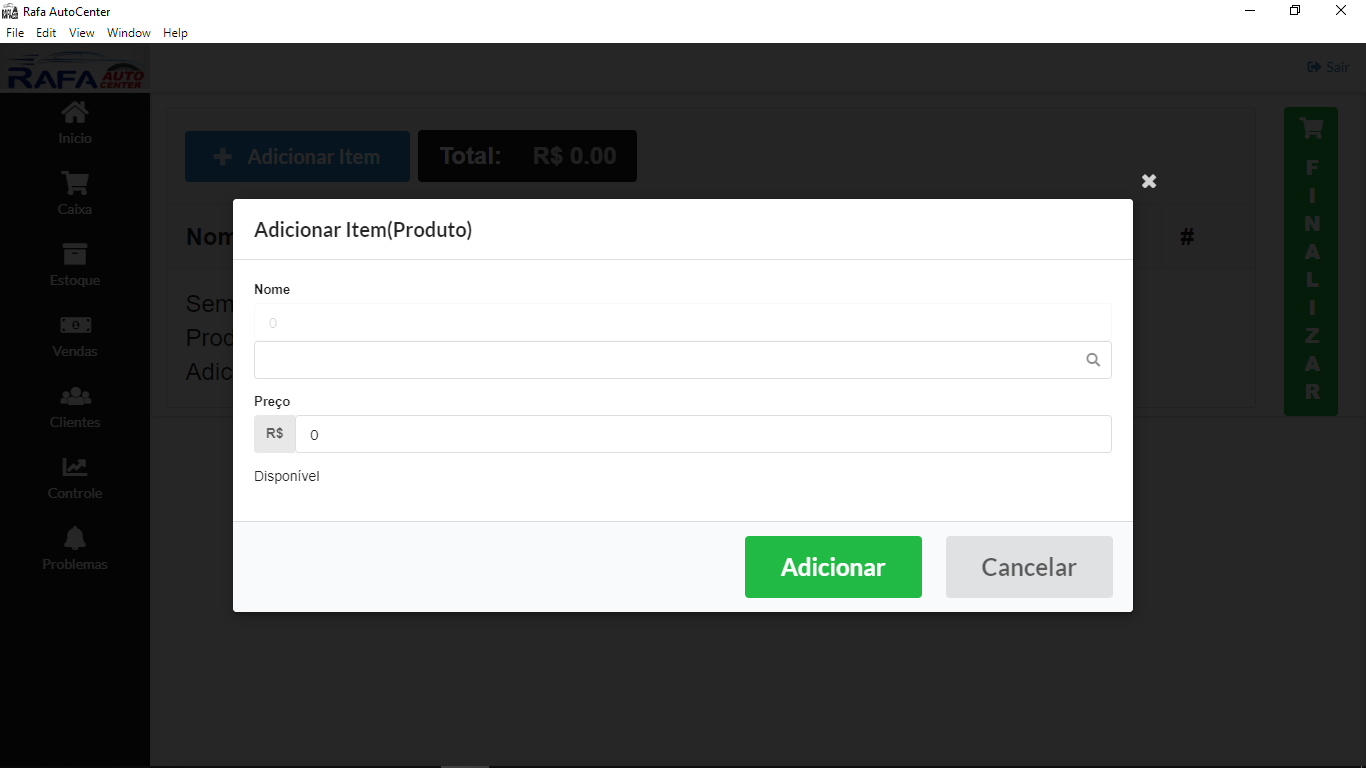 Rafa AutoCenter
File Edit View Window Help
RAFA AUTO CENTER
Sair
Inicio
Caixa
Estoque
Vendas
Clientes
Controle
Problemas
Adicionar Item
Total: R$ 0.00
FINALIZAR
Nom
#
Sem
Prod
Adic
Adicionar Item(Produto)
Nome
0
Preço
R$ 0
Disponível
Adicionar
Cancelar